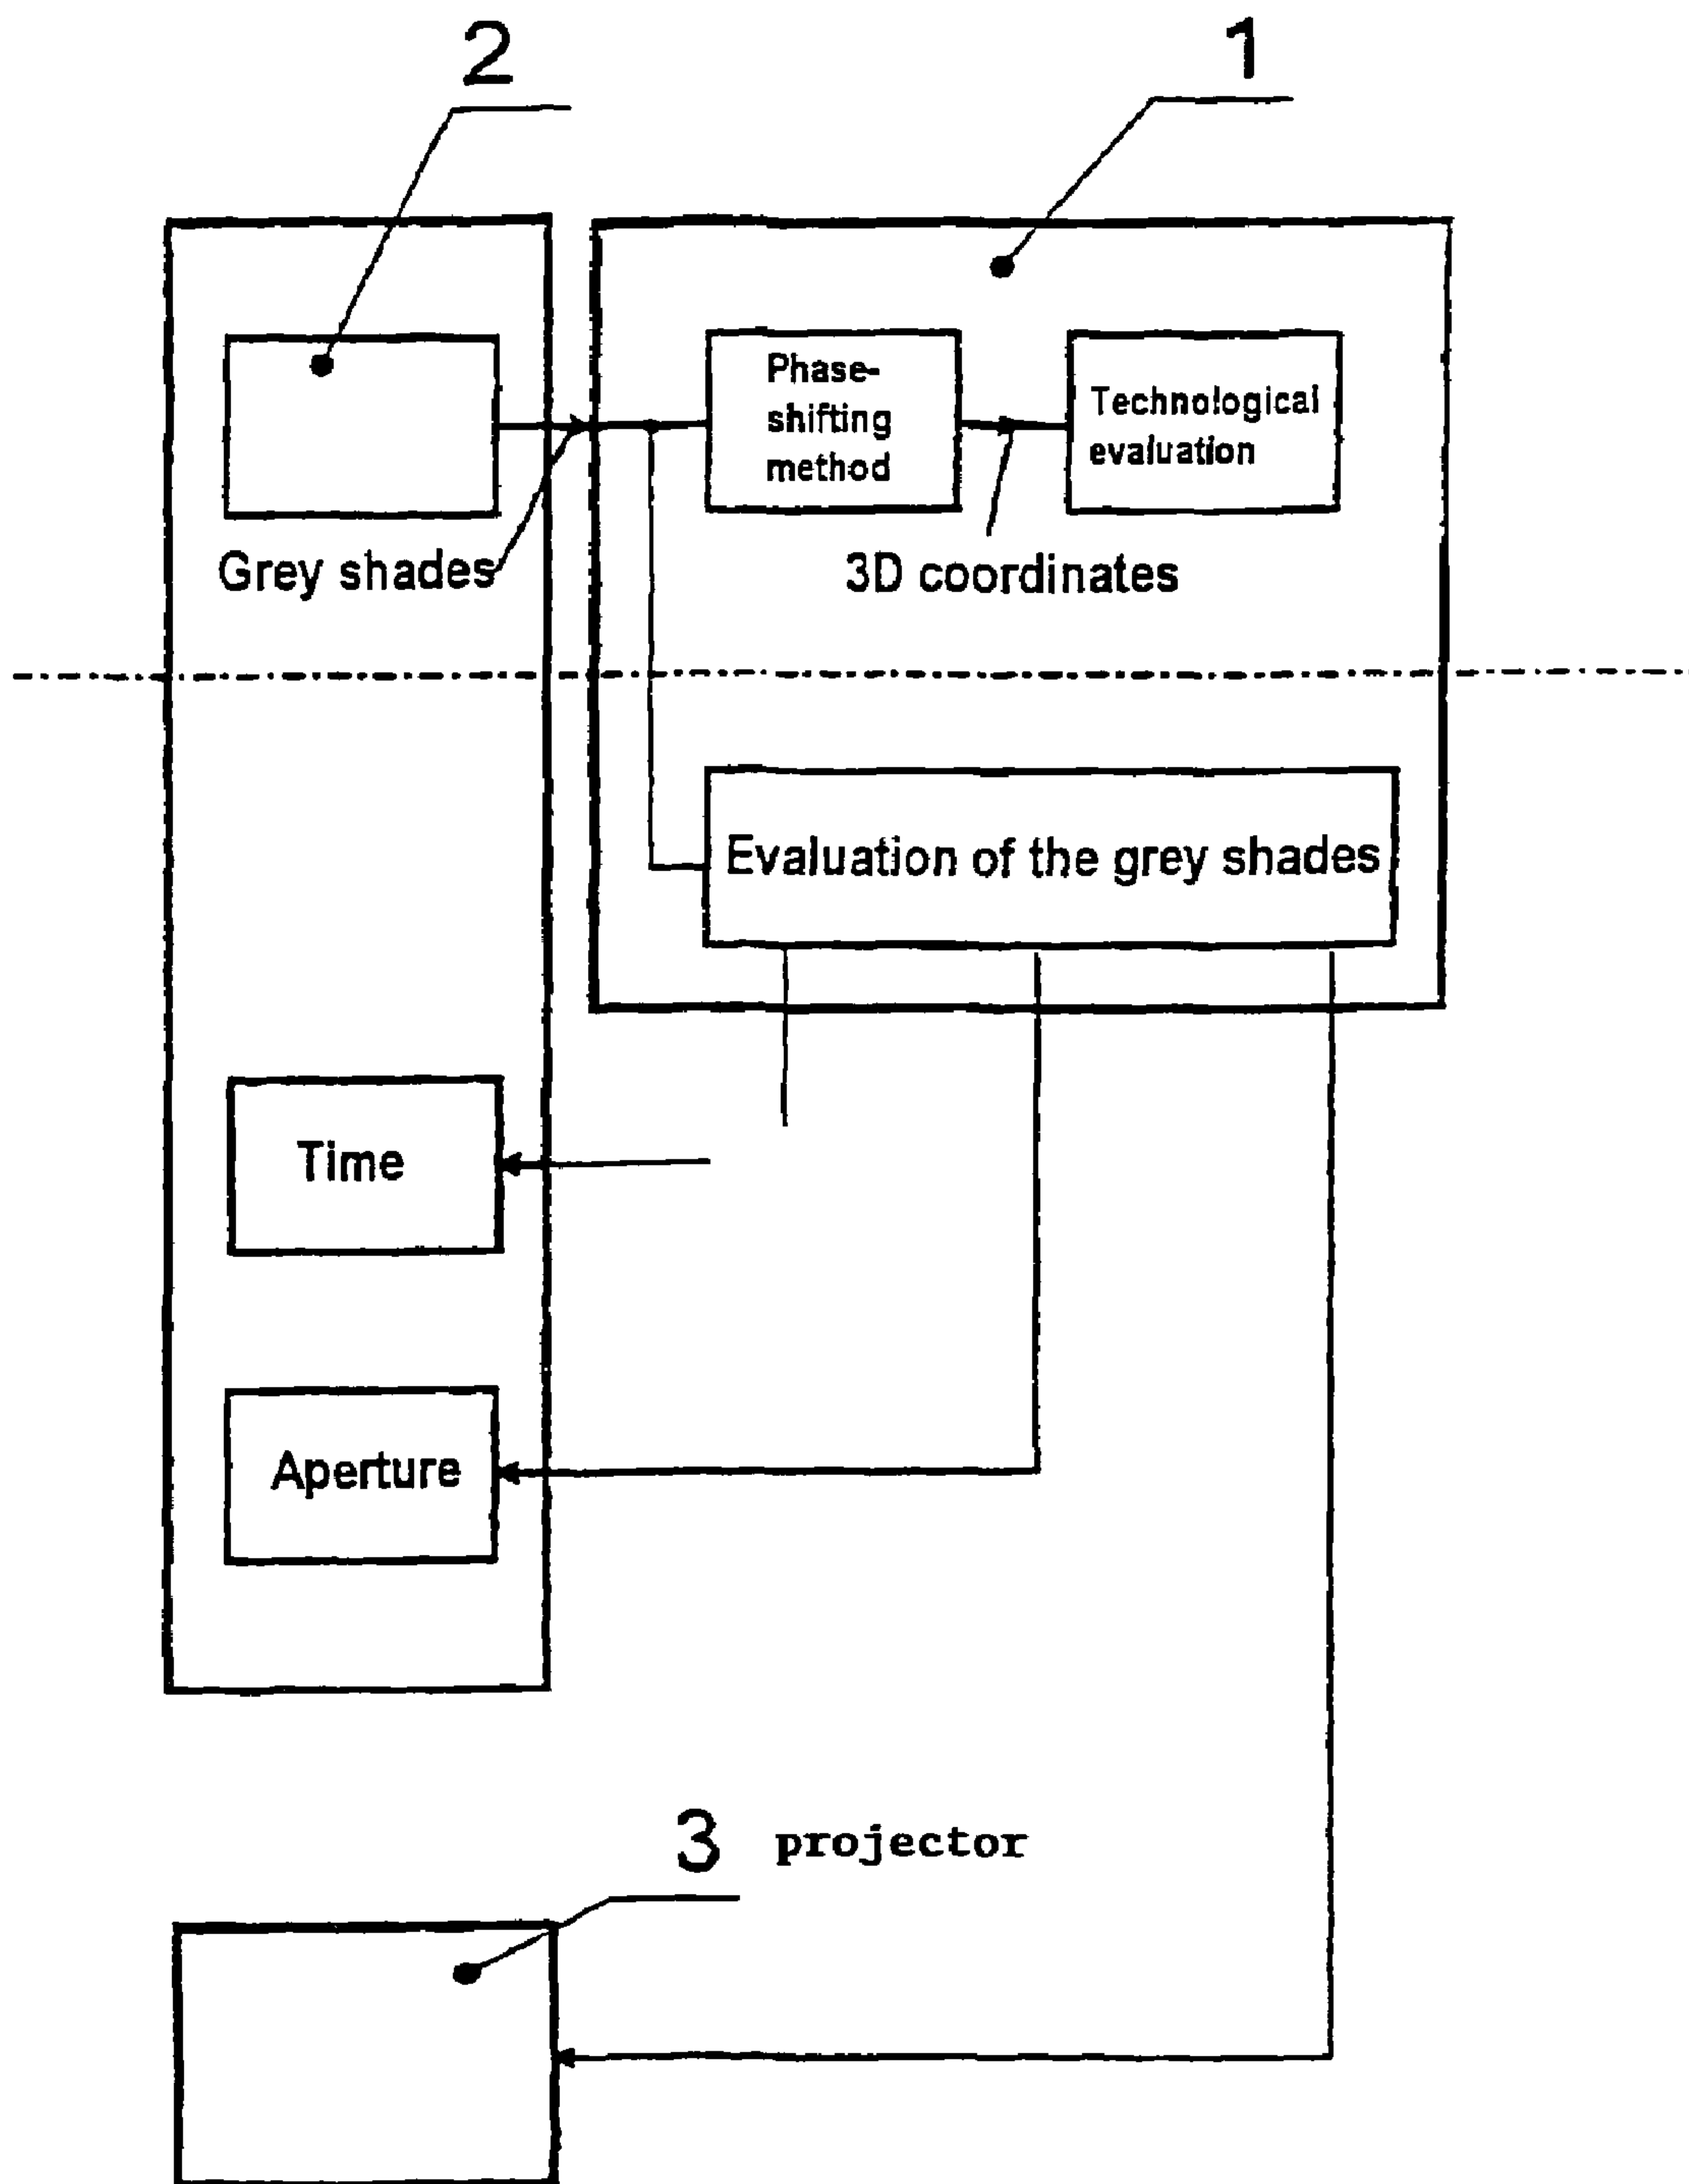 2
1
Phase-
shifting
method
Technological
evaluation
Grey shades
3D coordinates
Evaluation of the grey shades
Time
Aperture
3 projector